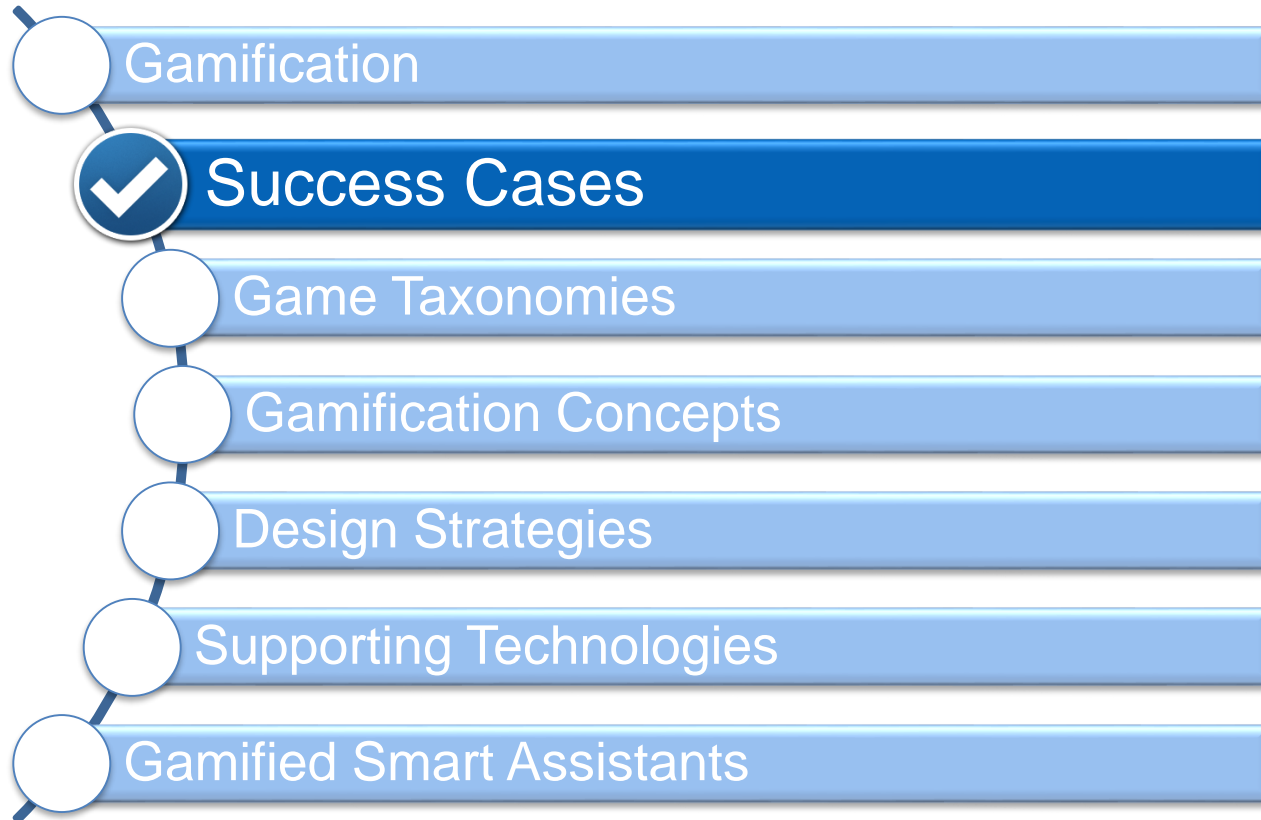 Gamification
Success Cases
Game Taxonomies
Gamification Concepts
Design Strategies
Supporting Technologies
Gamified Smart Assistants